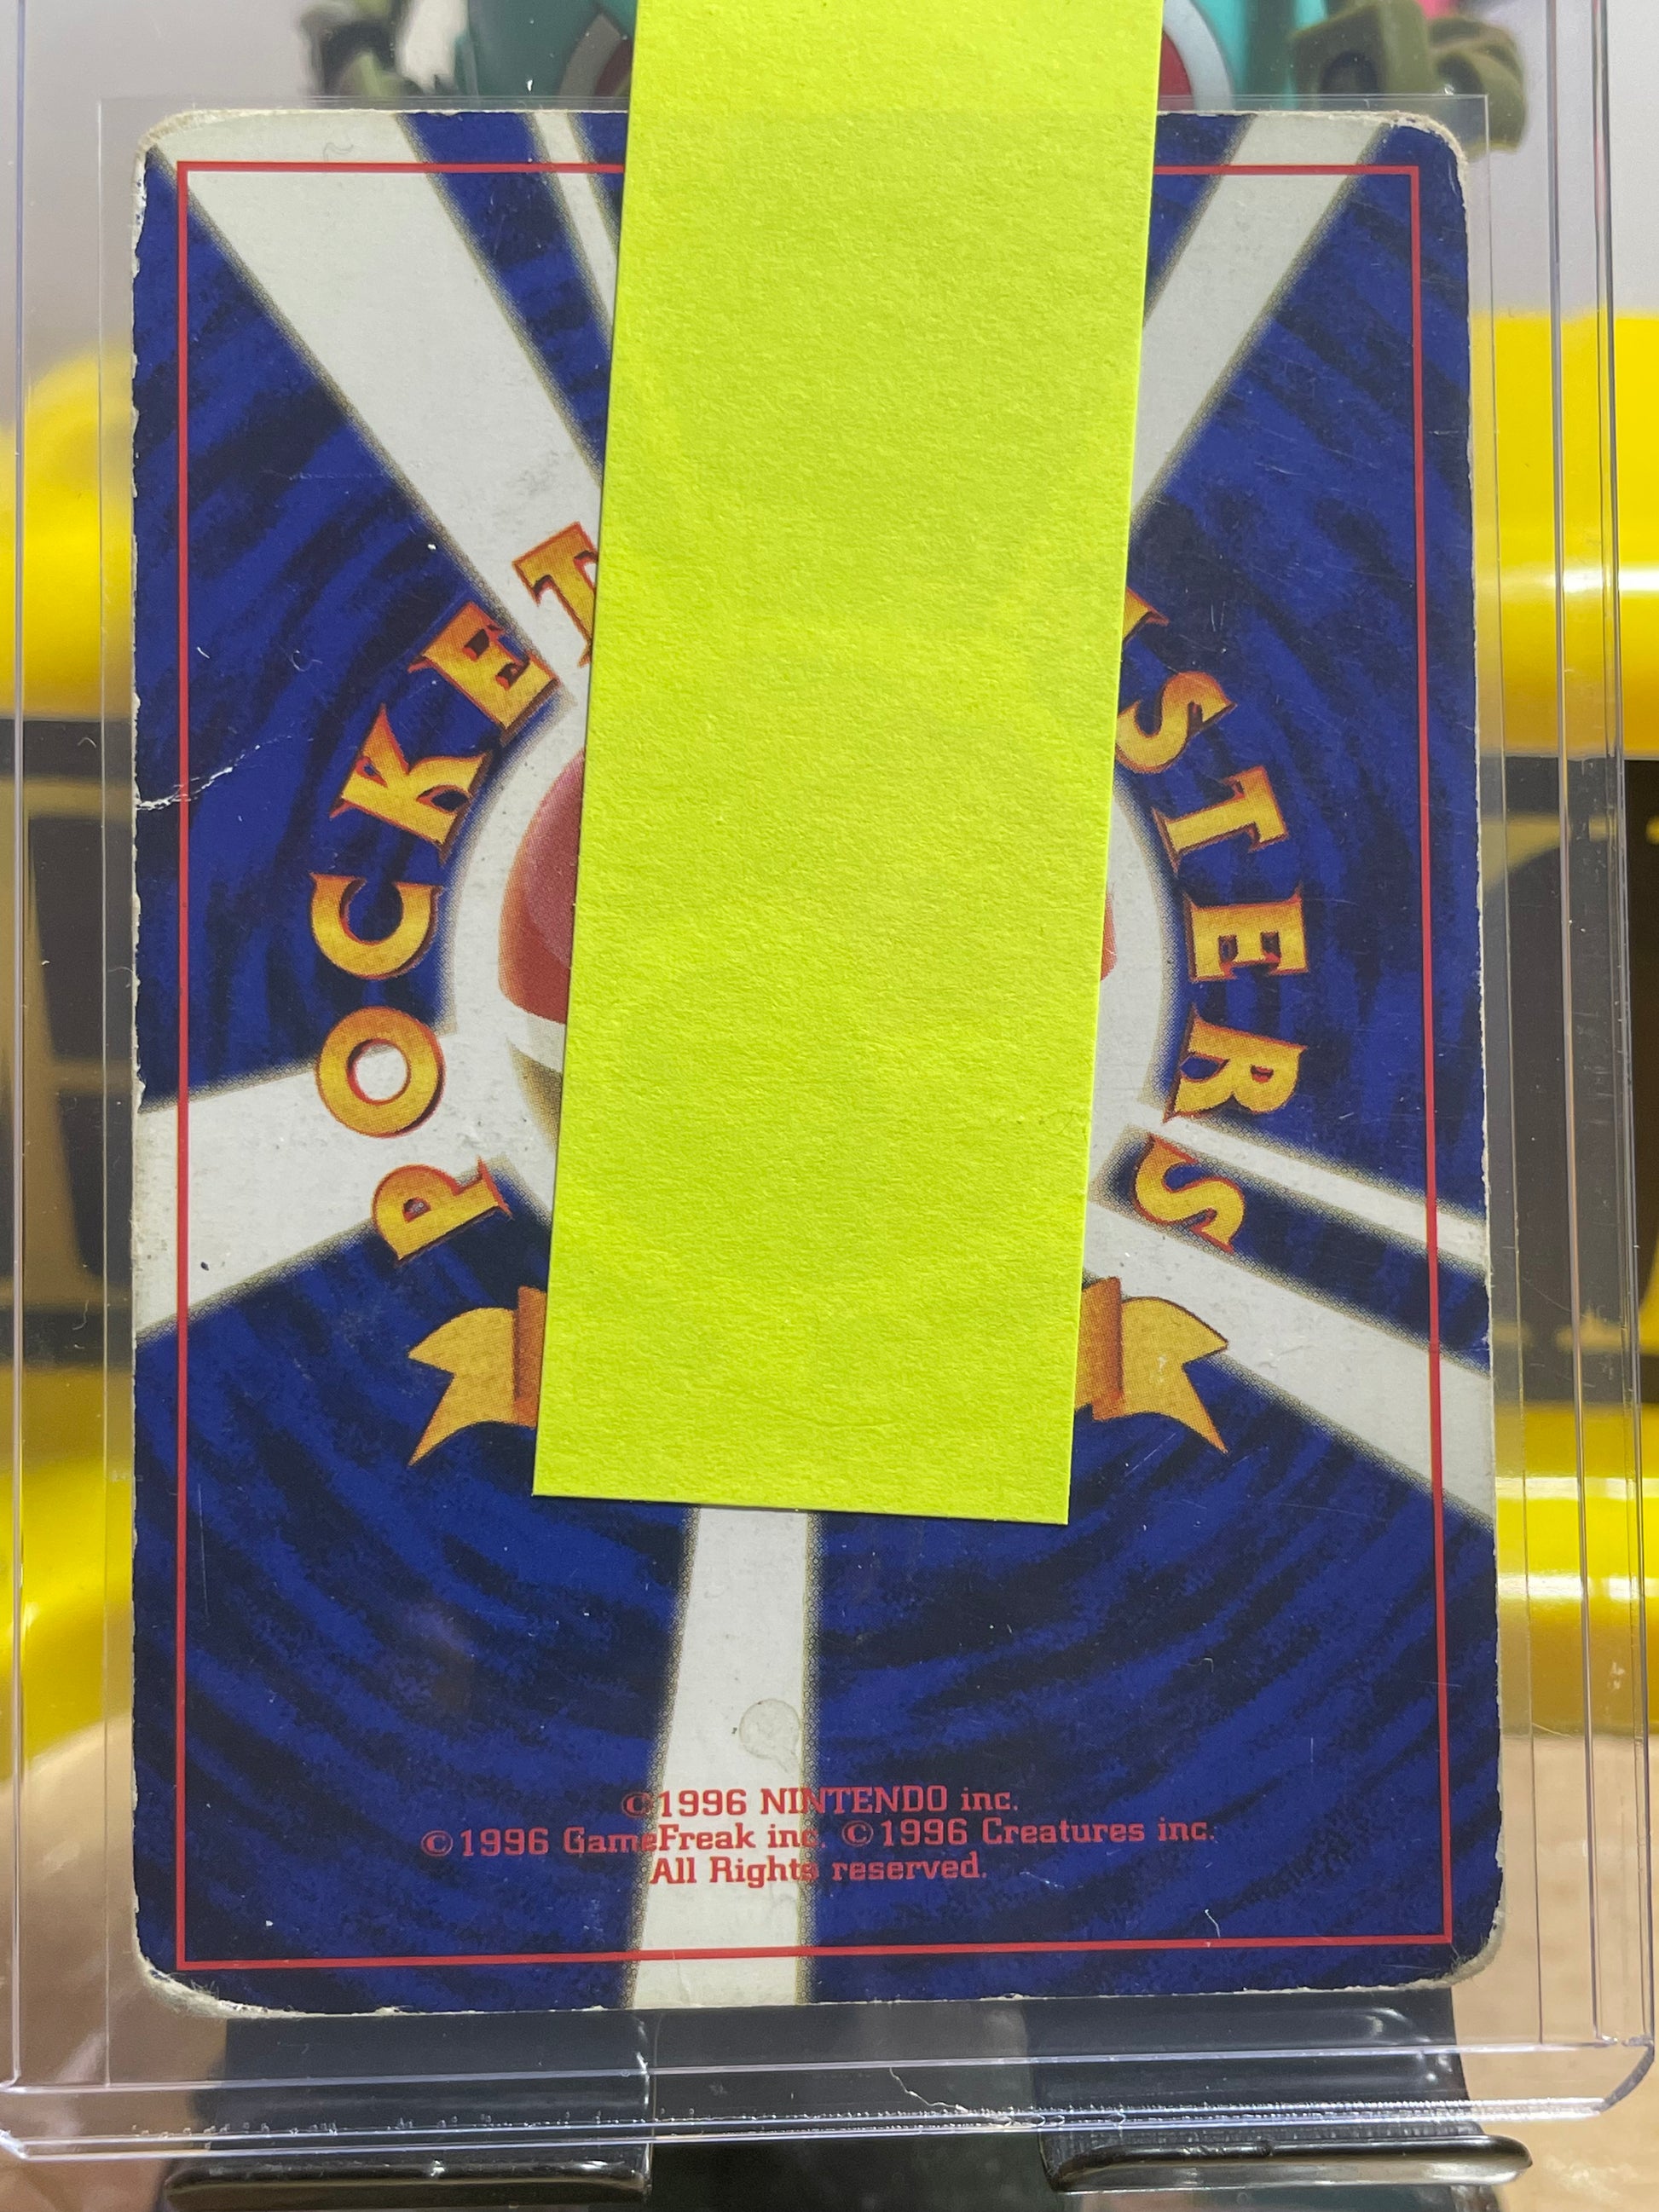 POCKET
STERS
©1996 NINTENDO inc.
©1996 GameFreak inc. ©1996 Creatures inc.
All Rights reserved.